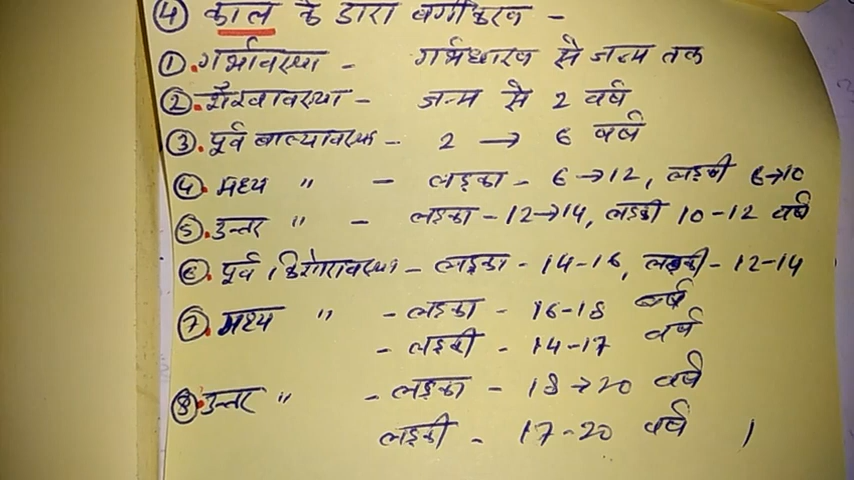 ④ काल के द्वारा वर्गीकरण -
①. गर्भावस्था - गर्भधारण से जन्म तक
②. शैशवावस्था - जन्म से 2 वर्ष
③. पूर्व बाल्यावस्था - 2 → 6 वर्ष
④. मध्य " - लड़का - 6 → 12, लड़की 6→10
⑤. उत्तर " - लड़का - 12→14, लड़की 10-12 वर्ष
⑥. पूर्व किशोरावस्था - लड़का - 14-16, लड़की - 12-14
⑦. मध्य " - लड़का - 16-18 वर्ष
- लड़की - 14-17 वर्ष
⑧. उत्तर " - लड़का - 18→20 वर्ष
लड़की - 17-20 वर्ष |